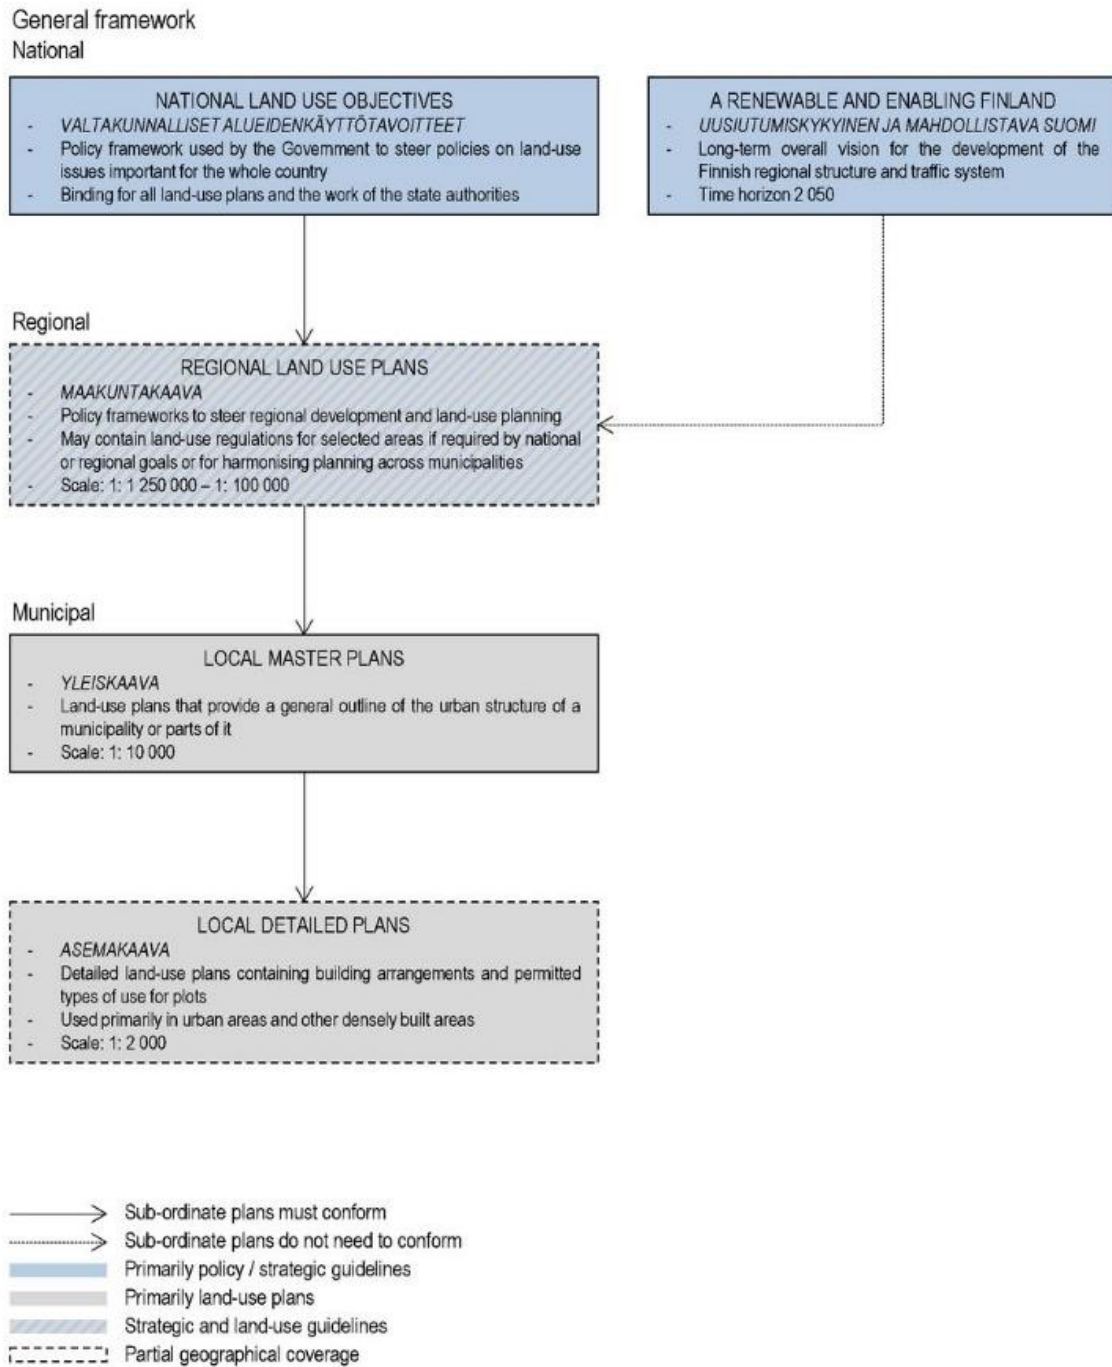 General framework
National
NATIONAL LAND USE OBJECTIVES
- VALTAKUNNALLISET ALUEIDENKÄYTTÖTAVOITTEET
- Policy framework used by the Government to steer policies on land-use
issues important for the whole country
- Binding for all land-use plans and the work of the state authorities
A RENEWABLE AND ENABLING FINLAND
- UUSIUTUMISKYKYINEN JA MAHDOLLISTAVA SUOMI
- Long-term overall vision for the development of the
Finnish regional structure and traffic system
- Time horizon 2 050
Regional
REGIONAL LAND USE PLANS
- MAAKUNTAKAAVA
- Policy frameworks to steer regional development and land-use planning
- May contain land-use regulations for selected areas if required by national
or regional goals or for harmonising planning across municipalities
- Scale: 1: 1 250 000 – 1: 100 000
Municipal
LOCAL MASTER PLANS
- YLEISKAAVA
- Land-use plans that provide a general outline of the urban structure of a
municipality or parts of it
- Scale: 1: 10 000
LOCAL DETAILED PLANS
- ASEMAKAAVA
- Detailed land-use plans containing building arrangements and permitted
types of use for plots
- Used primarily in urban areas and other densely built areas
- Scale: 1: 2 000
Sub-ordinate plans must conform
Sub-ordinate plans do not need to conform
Primarily policy / strategic guidelines
Primarily land-use plans
Strategic and land-use guidelines
Partial geographical coverage